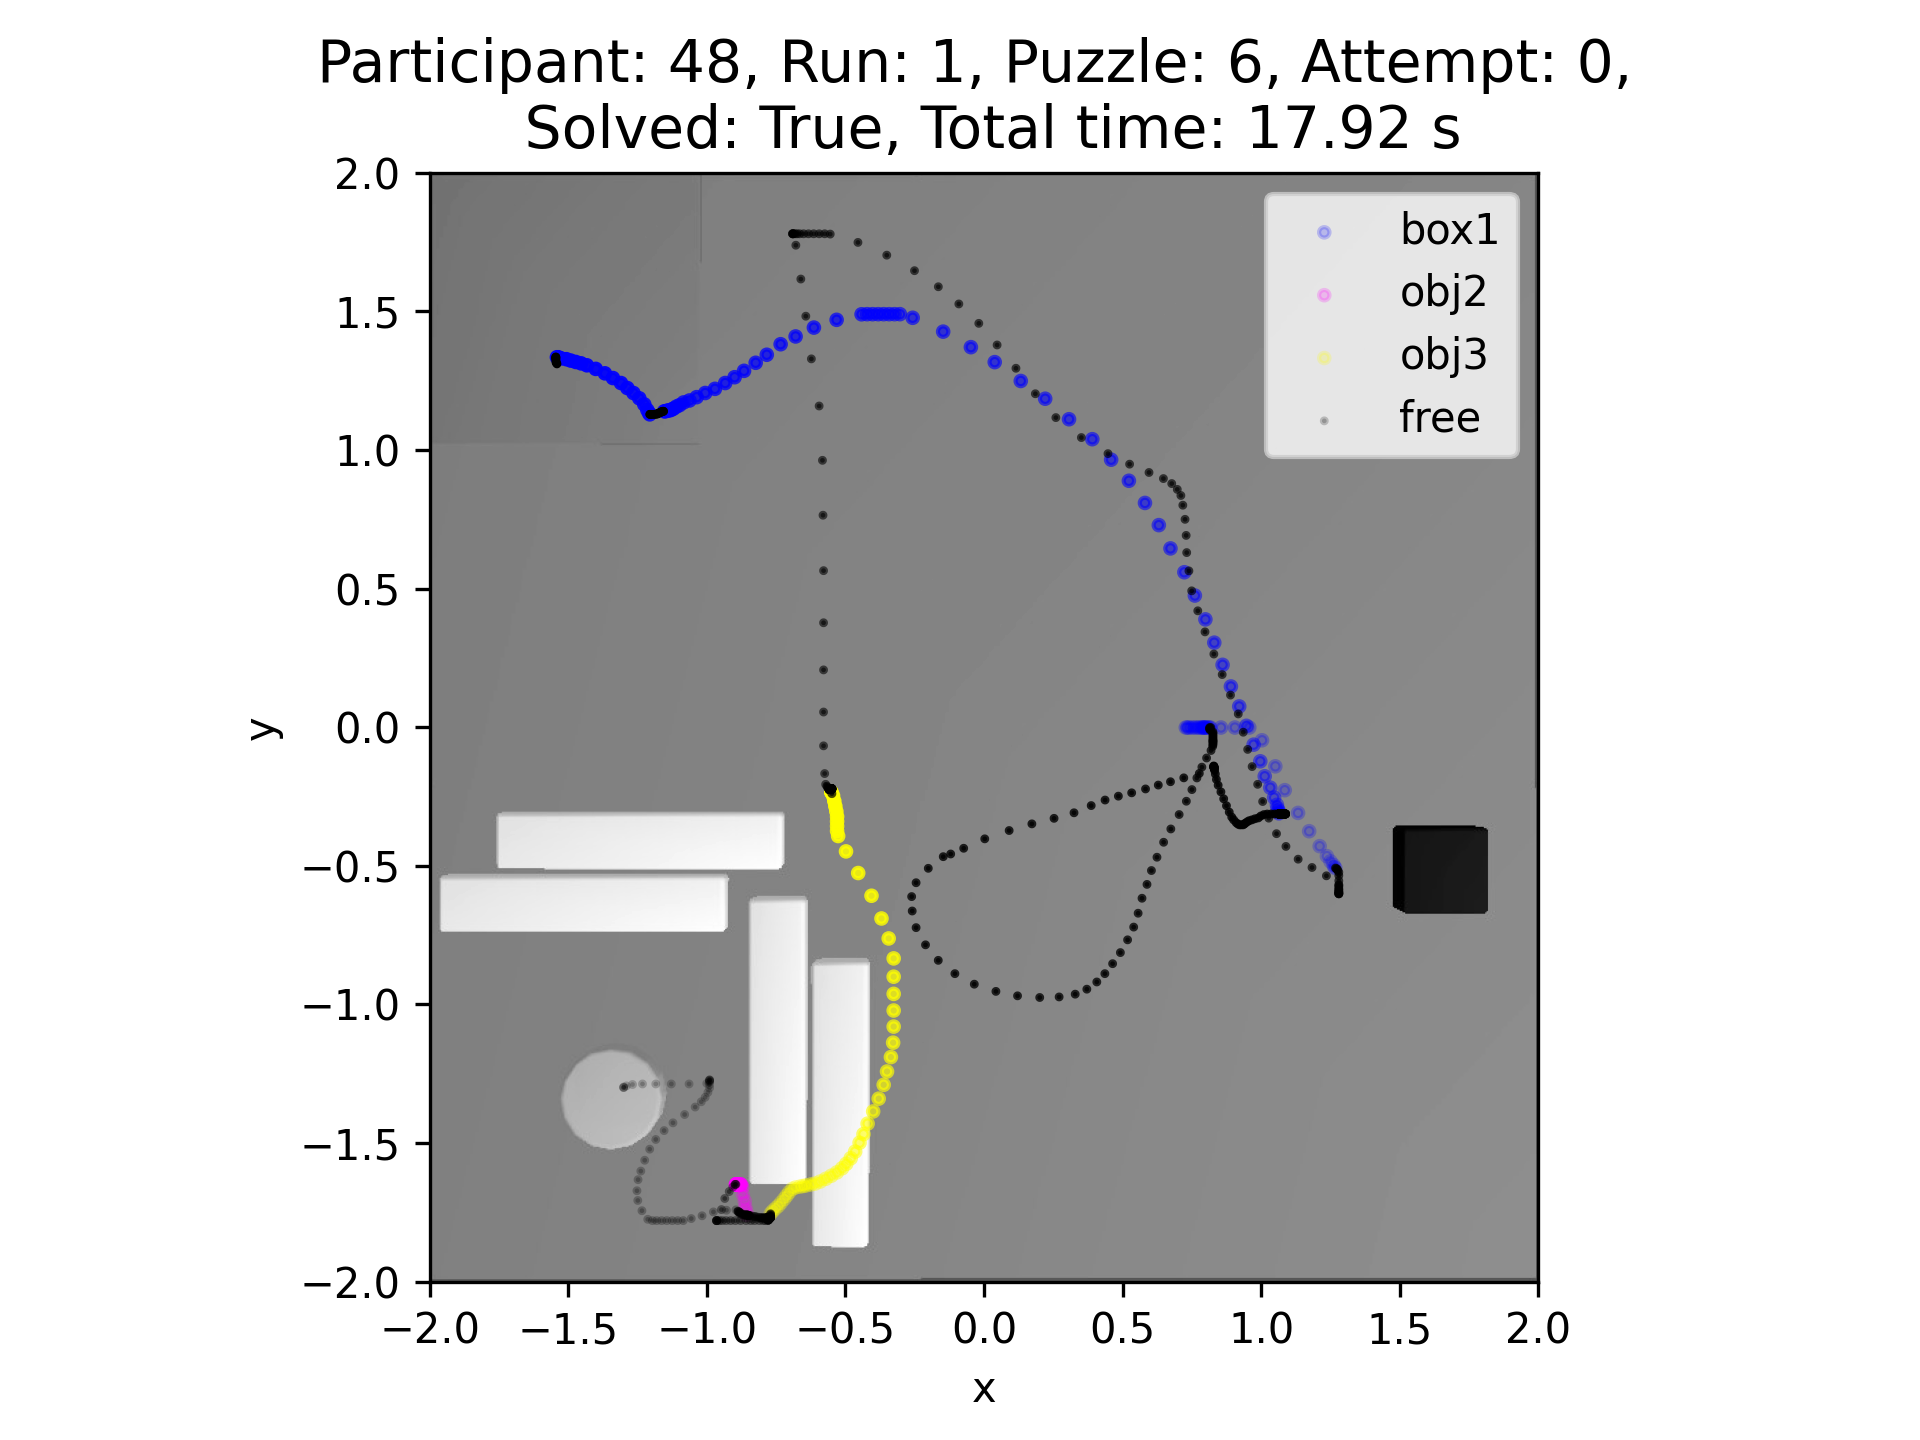 Participant: 48, Run: 1, Puzzle: 6, Attempt: 0,
Solved: True, Total time: 17.92 s
box1
obj2
obj3
free
2.0
1.5
1.0
0.5
0.0
−0.5
−1.0
−1.5
−2.0
y
−2.0 −1.5 −1.0 −0.5 0.0 0.5 1.0 1.5 2.0
x